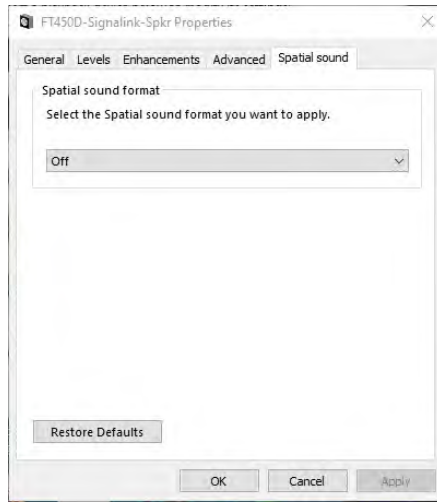 FT450D-Signalink-Spkr Properties
General Levels Enhancements Advanced Spatial sound
Spatial sound format
Select the Spatial sound format you want to apply.
Off
Restore Defaults
OK Cancel Apply